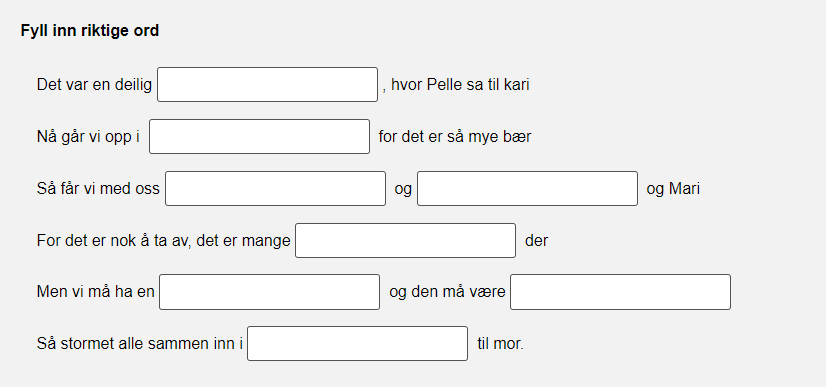 Fyll inn riktige ord
Det var en deilig , hvor Pelle sa til kari
Nå går vi opp i for det er så mye bær
Så får vi med oss og og Mari
For det er nok å ta av, det er mange der
Men vi må ha en og den må være
Så stormet alle sammen inn i til mor.